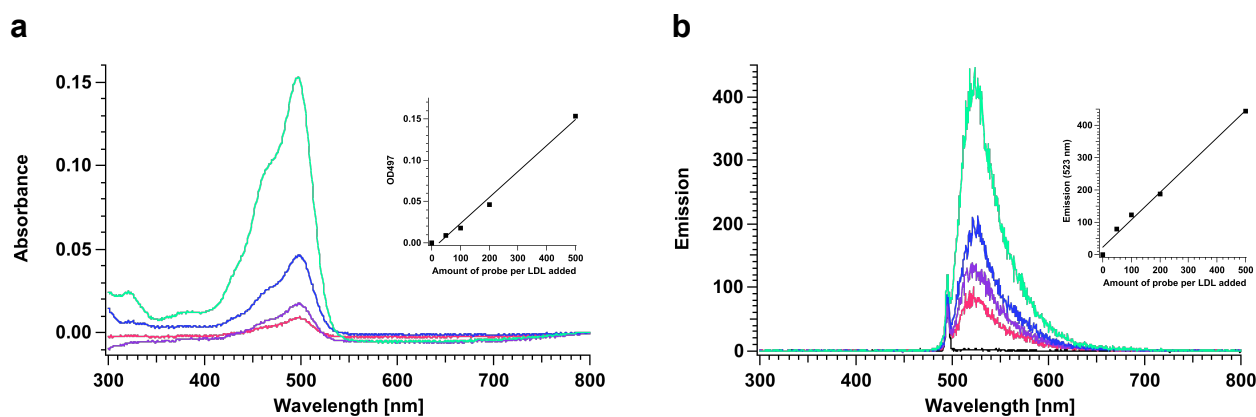 a
Absorbance
0.15
0.10
0.05
0.00
300 400 500 600 700 800
Wavelength [nm]
OD497
0.15
0.10
0.05
0.00
0 100 200 300 400 500
Amount of probe per LDL added
b
Emission
400
300
200
100
0
300 400 500 600 700 800
Wavelength [nm]
Emission (523 nm)
400
300
200
100
0
0 100 200 300 400 500
Amount of probe per LDL added